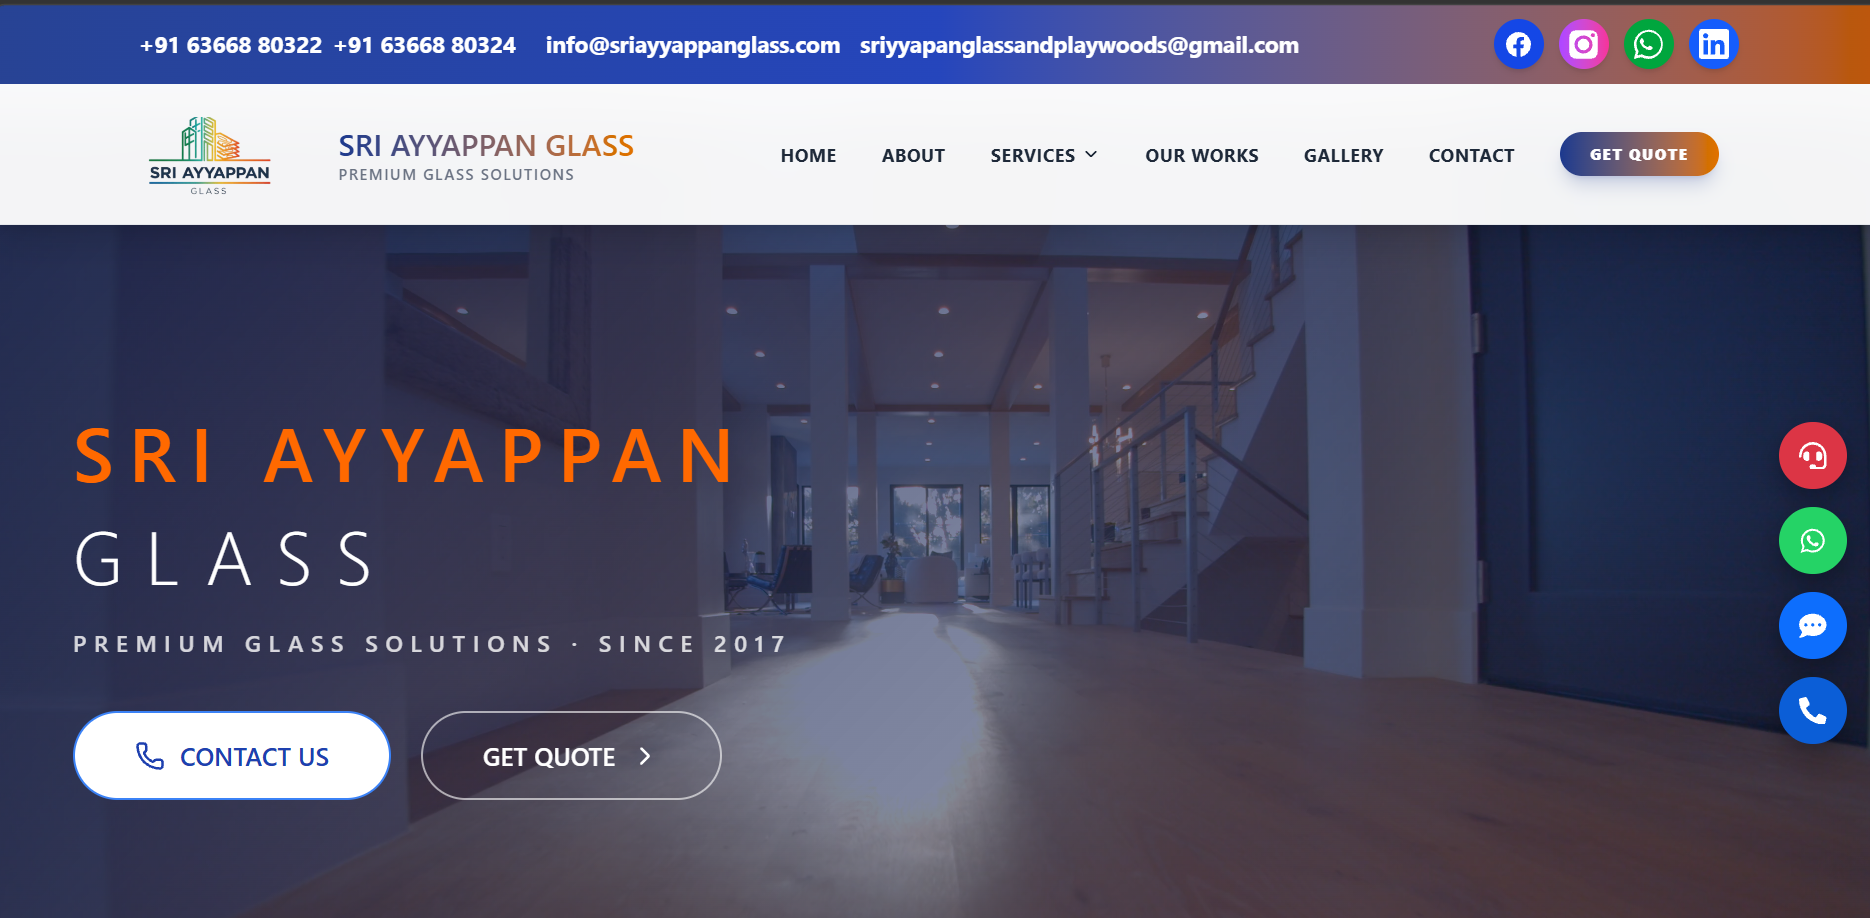 +91 63668 80322 +91 63668 80324 info@sriayyappanglass.com sriyyapanglassandplaywoods@gmail.com
SRI AYYAPPAN
GLASS
SRI AYYAPPAN GLASS
PREMIUM GLASS SOLUTIONS
HOME ABOUT SERVICES OUR WORKS GALLERY CONTACT GET QUOTE
SRI AYYAPPAN
GLASS
PREMIUM GLASS SOLUTIONS · SINCE 2017
CONTACT US GET QUOTE